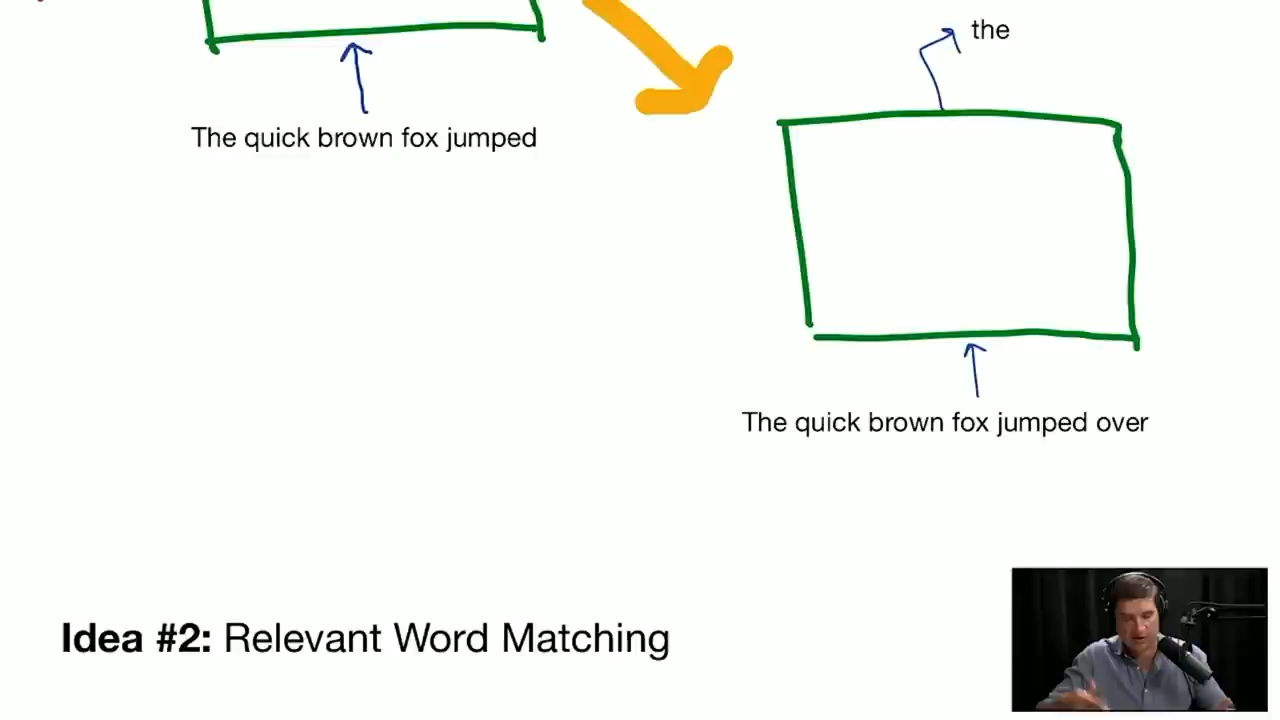 the
The quick brown fox jumped
The quick brown fox jumped over
Idea #2: Relevant Word Matching